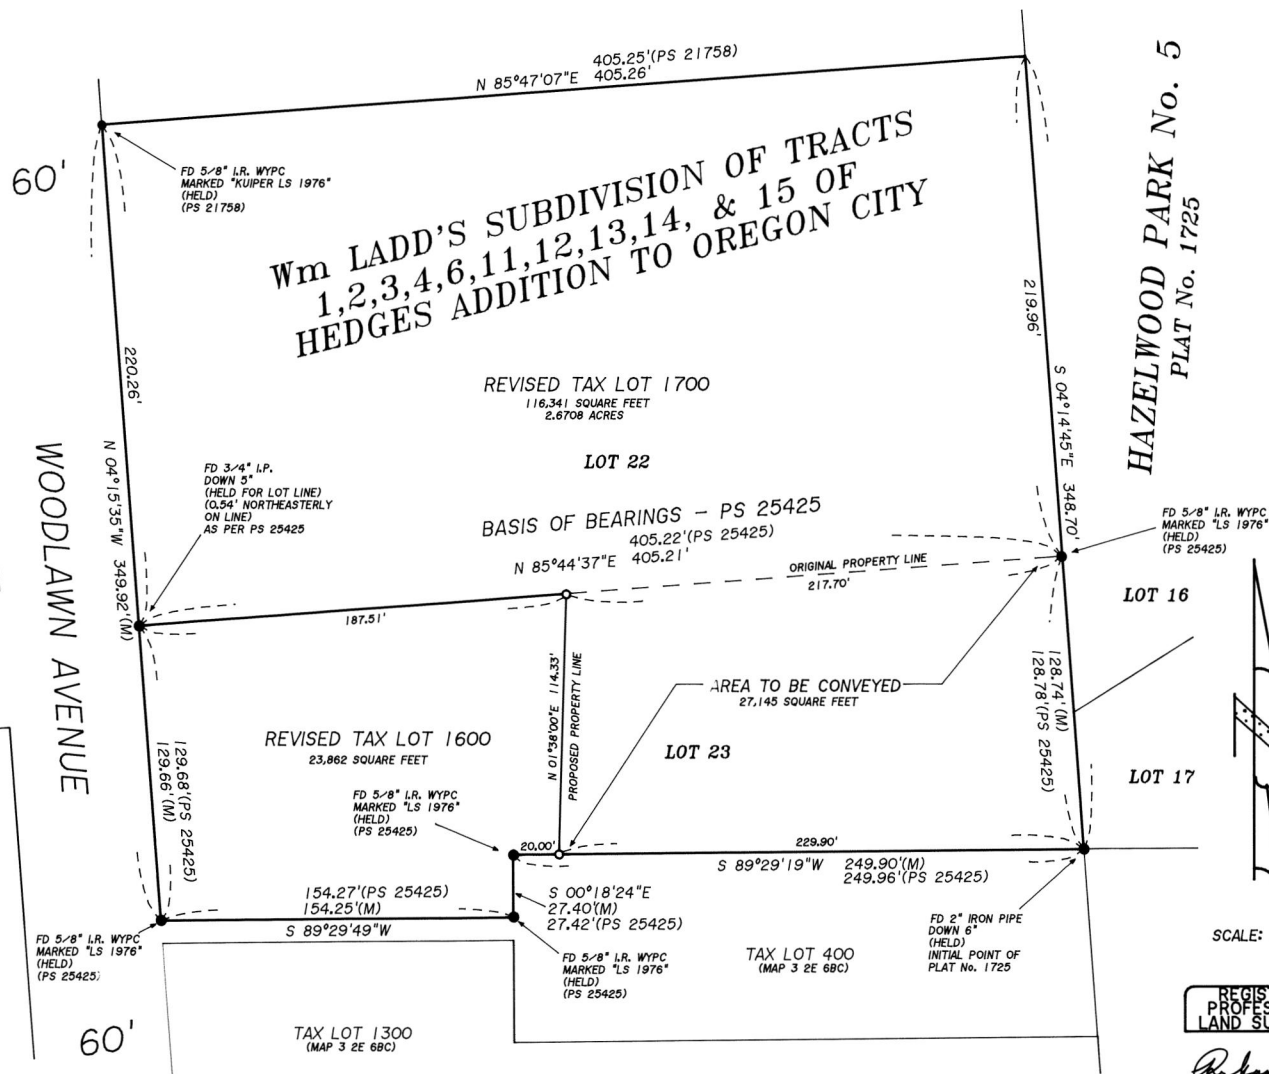 405.25'(PS 21758)
N 85°47'07"E 405.26'
60'
FD 5/8" I.R. WYPC
MARKED "KUIPER LS 1976"
(HELD)
(PS 21758)
Wm LADD'S SUBDIVISION OF TRACTS
1,2,3,4,6,11,12,13,14, & 15 OF
HEDGES ADDITION TO OREGON CITY
HAZELWOOD PARK No. 5
PLAT No. 1725
220.26'
N 04°15'35"W 349.92'(M)
219.96'
S 04°14'45"E 348.70'
REVISED TAX LOT 1700
116,341 SQUARE FEET
2.6708 ACRES
LOT 22
WOODLAWN AVENUE
FD 3/4" I.P.
DOWN 5"
(HELD FOR LOT LINE)
(0.54' NORTHEASTERLY
ON LINE)
AS PER PS 25425
BASIS OF BEARINGS - PS 25425
405.22'(PS 25425)
N 85°44'37"E 405.21'
ORIGINAL PROPERTY LINE
217.70'
FD 5/8" I.R. WYPC
MARKED "LS 1976"
(HELD)
(PS 25425)
LOT 16
187.51'
N 01°38'00"E 114.33'
PROPOSED PROPERTY LINE
AREA TO BE CONVEYED
27,145 SQUARE FEET
128.74'(M)
128.78'(PS 25425)
REVISED TAX LOT 1600
23,862 SQUARE FEET
LOT 23
LOT 17
129.68'(PS 25425)
129.66'(M)
FD 5/8" I.R. WYPC
MARKED "LS 1976"
(HELD)
(PS 25425)
20.00'
229.90'
S 89°29'19"W 249.90'(M)
249.96'(PS 25425)
154.27'(PS 25425)
154.25'(M)
S 89°29'49"W
S 00°18'24"E
27.40'(M)
27.42'(PS 25425)
FD 5/8" I.R. WYPC
MARKED "LS 1976"
(HELD)
(PS 25425)
FD 5/8" I.R. WYPC
MARKED "LS 1976"
(HELD)
(PS 25425)
TAX LOT 400
(MAP 3 2E 6BC)
FD 2" IRON PIPE
DOWN 6"
(HELD)
INITIAL POINT OF
PLAT No. 1725
SCALE:
60'
TAX LOT 1300
(MAP 3 2E 6BC)
REGIST
PROFES
LAND SU